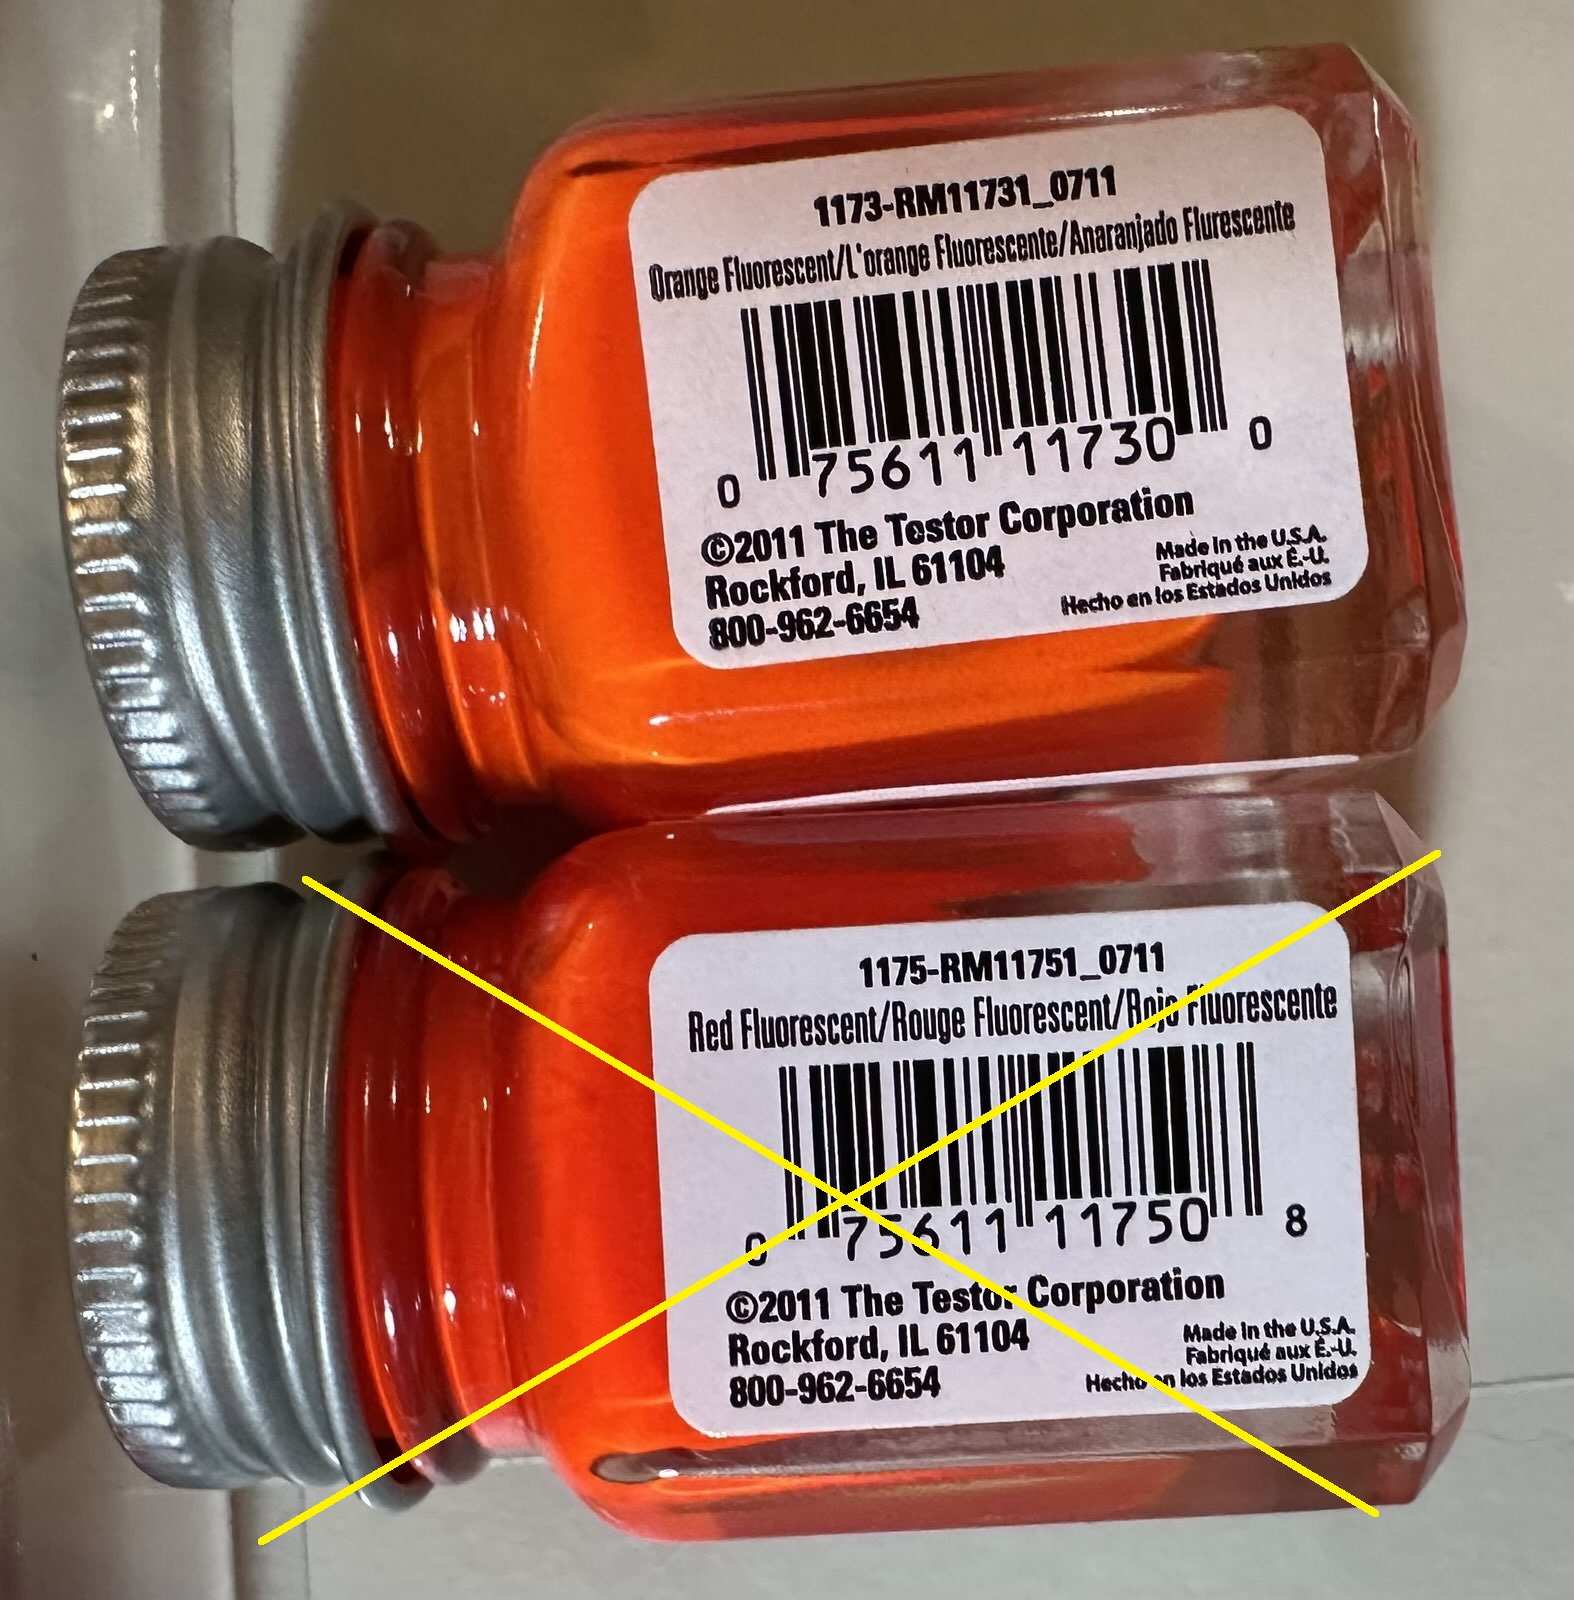 1173-RM11731_0711
Orange Fluorescent/L'orange Fluorescente/Anaranjado Flurescente
0 75611 11730 0
©2011 The Testor Corporation
Rockford, IL 61104
800-962-6654
Made in the U.S.A.
Fabriqué aux É.-U.
Hecho en los Estados Unidos
1175-RM11751_0711
Red Fluorescent/Rouge Fluorescent/Rojo Fluorescente
0 75611 11750 8
©2011 The Testor Corporation
Rockford, IL 61104
800-962-6654
Made in the U.S.A.
Fabriqué aux É.-U.
Hecho en los Estados Unidos